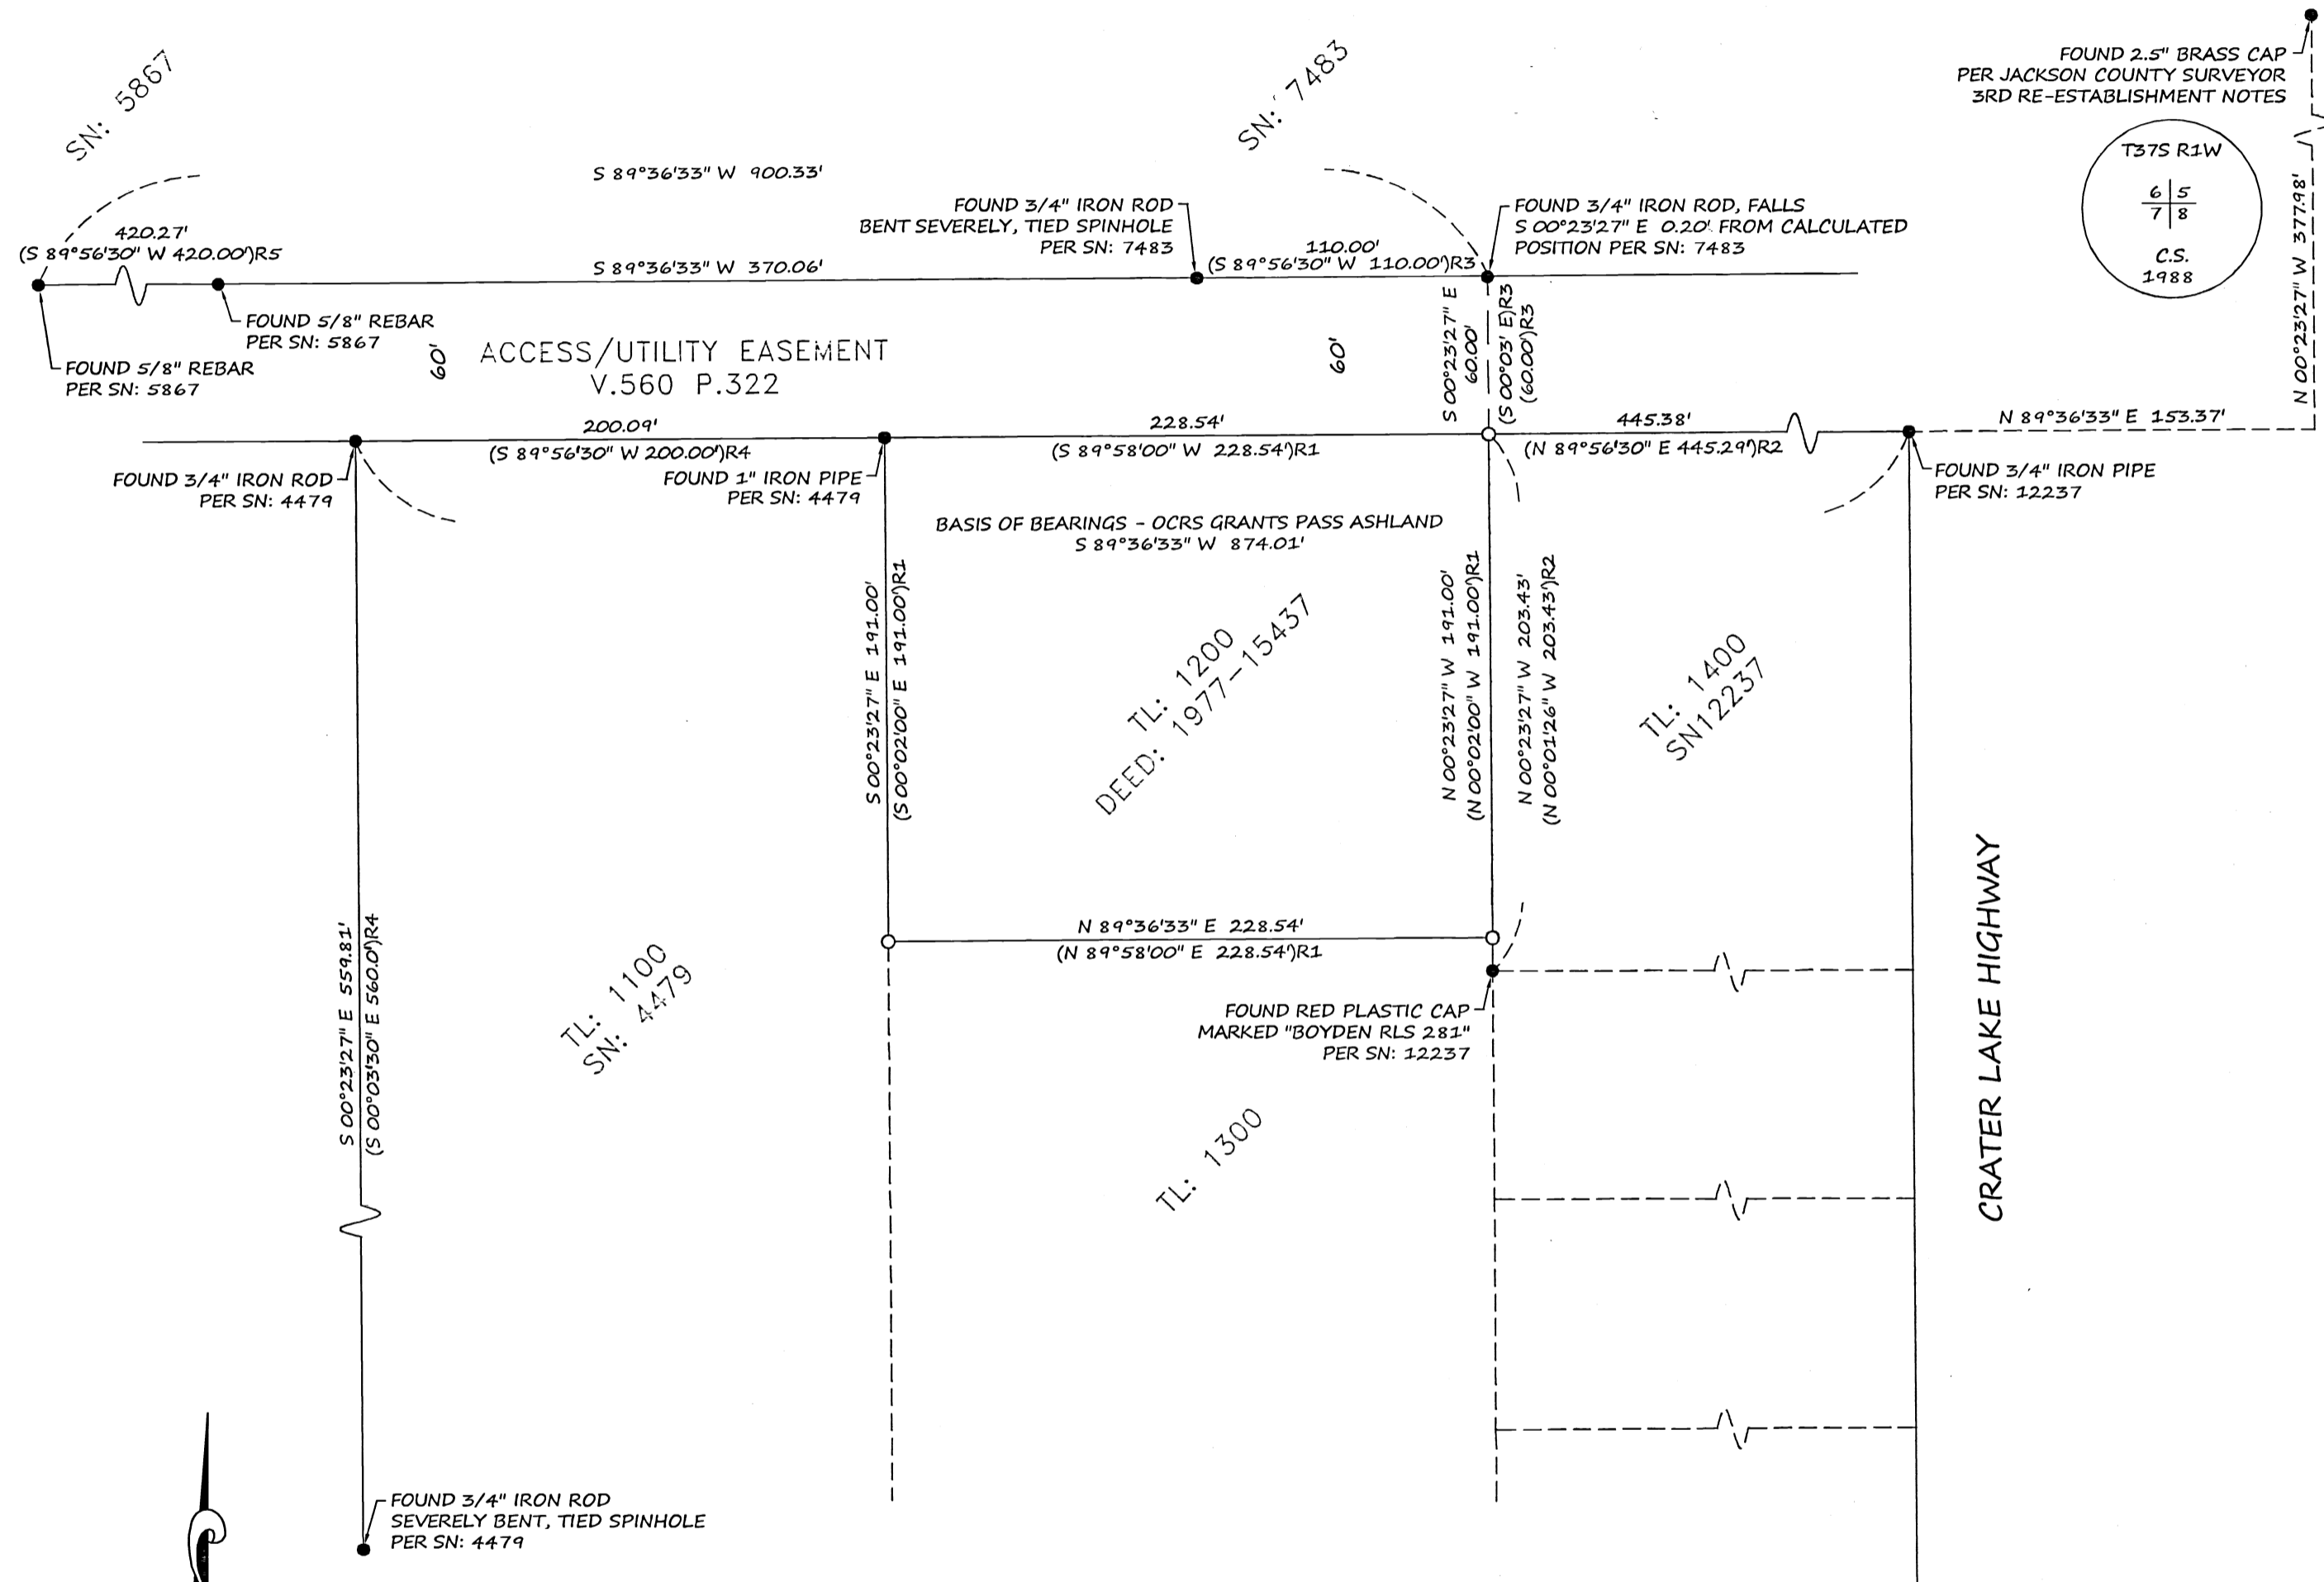 SN: 5867
SN: 7483
FOUND 2.5" BRASS CAP
PER JACKSON COUNTY SURVEYOR
3RD RE-ESTABLISHMENT NOTES
T37S R1W
6 5
7 8
C.S.
1988
N 00°23'27" W 377.98'
S 89°36'33" W 900.33'
420.27'
(S 89°56'30" W 420.00')R5
S 89°36'33" W 370.06'
FOUND 3/4" IRON ROD
BENT SEVERELY, TIED SPINHOLE
PER SN: 7483
110.00'
(S 89°56'30" W 110.00')R3
FOUND 3/4" IRON ROD, FALLS
S 00°23'27" E 0.20' FROM CALCULATED
POSITION PER SN: 7483
FOUND 5/8" REBAR
PER SN: 5867
FOUND 5/8" REBAR
PER SN: 5867
60'
ACCESS/UTILITY EASEMENT
V.560 P.322
60'
S 00°23'27" E
60.00'
(S 00°03' E)R3
(60.00')R3
200.09'
(S 89°56'30" W 200.00')R4
228.54'
(S 89°58'00" W 228.54')R1
445.38'
(N 89°56'30" E 445.29')R2
N 89°36'33" E 153.37'
FOUND 3/4" IRON ROD
PER SN: 4479
FOUND 1" IRON PIPE
PER SN: 4479
FOUND 3/4" IRON PIPE
PER SN: 12237
BASIS OF BEARINGS - OCRS GRANTS PASS ASHLAND
S 89°36'33" W 874.01'
S 00°23'27" E 191.00'
(S 00°02'00" E 191.00')R1
TL: 1200
DEED: 1977-15437
N 00°23'27" W 191.00'
(N 00°02'00" W 191.00')R1
N 00°23'27" W 203.43'
(N 00°01'26" W 203.43')R2
TL: 1400
SN12237
N 89°36'33" E 228.54'
(N 89°58'00" E 228.54')R1
S 00°23'27" E 559.81'
(S 00°03'30" E 560.0')R4
TL: 1100
SN: 4479
FOUND RED PLASTIC CAP
MARKED "BOYDEN RLS 281"
PER SN: 12237
TL: 1300
CRATER LAKE HIGHWAY
FOUND 3/4" IRON ROD
SEVERELY BENT, TIED SPINHOLE
PER SN: 4479